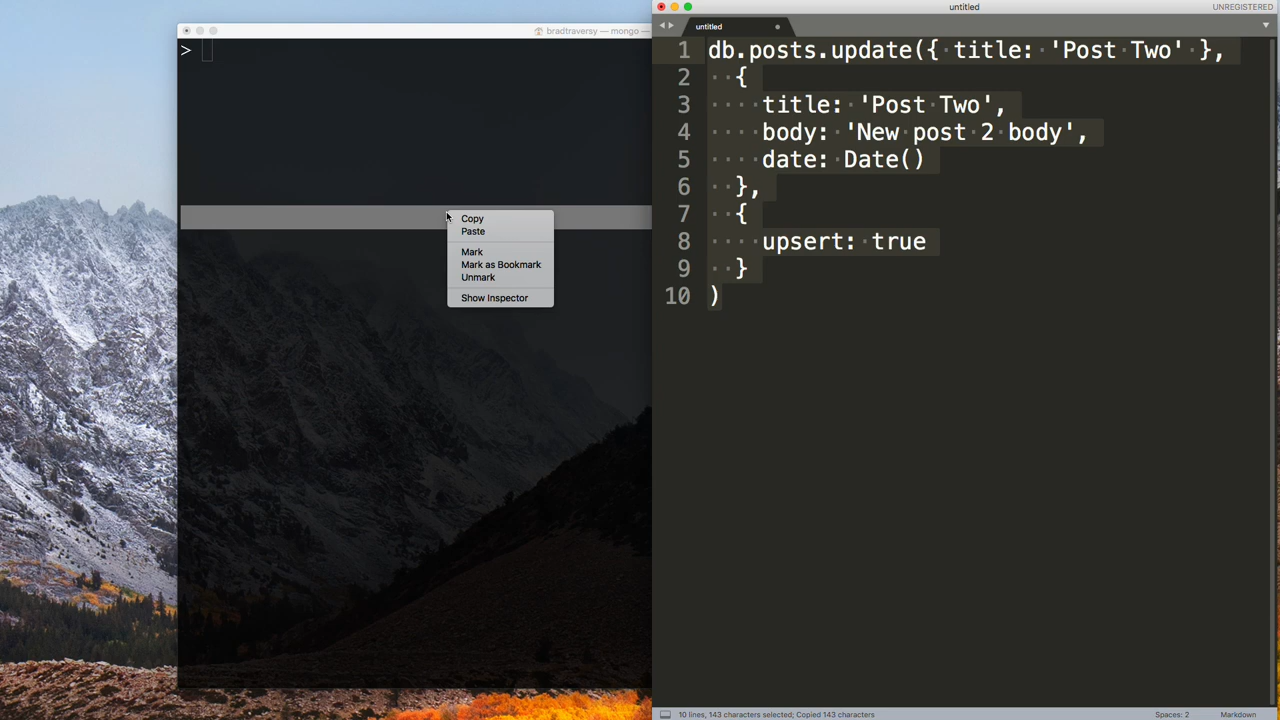 bradtraversy — mongo —
>
Copy
Paste
Mark
Mark as Bookmark
Unmark
Show Inspector
untitled
UNREGISTERED
untitled
1 db.posts.update({ title: 'Post Two' },
2 {
3 title: 'Post Two',
4 body: 'New post 2 body',
5 date: Date()
6 },
7 {
8 upsert: true
9 }
10 )
10 lines, 143 characters selected; Copied 143 characters
Spaces: 2
Markdown